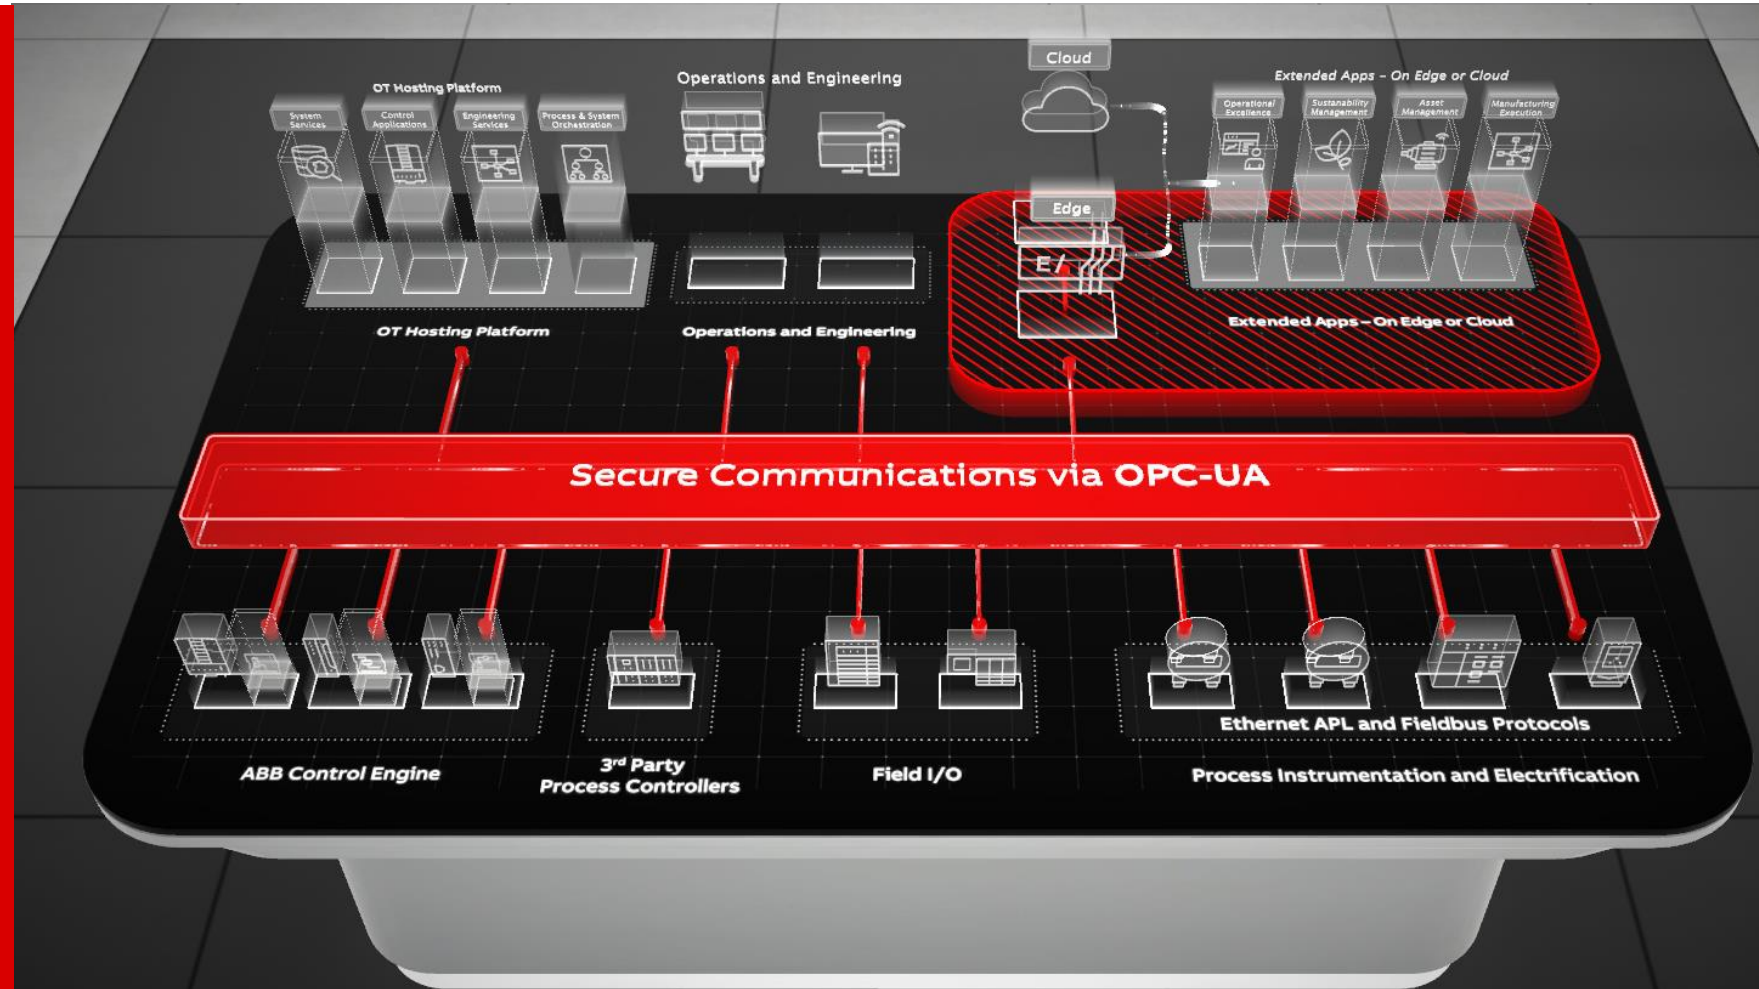 Cloud
OT Hosting Platform
Operations and Engineering
Extended Apps – On Edge or Cloud
System
Services
Control
Applications
Engineering
Services
Process & System
Orchestration
Operational
Excellence
Sustanability
Management
Asset
Management
Manufacturing
Execution
Edge
E/
OT Hosting Platform
Operations and Engineering
Extended Apps – On Edge or Cloud
Secure Communications via OPC-UA
Ethernet APL and Fieldbus Protocols
ABB Control Engine
3rd Party
Process Controllers
Field I/O
Process Instrumentation and Electrification